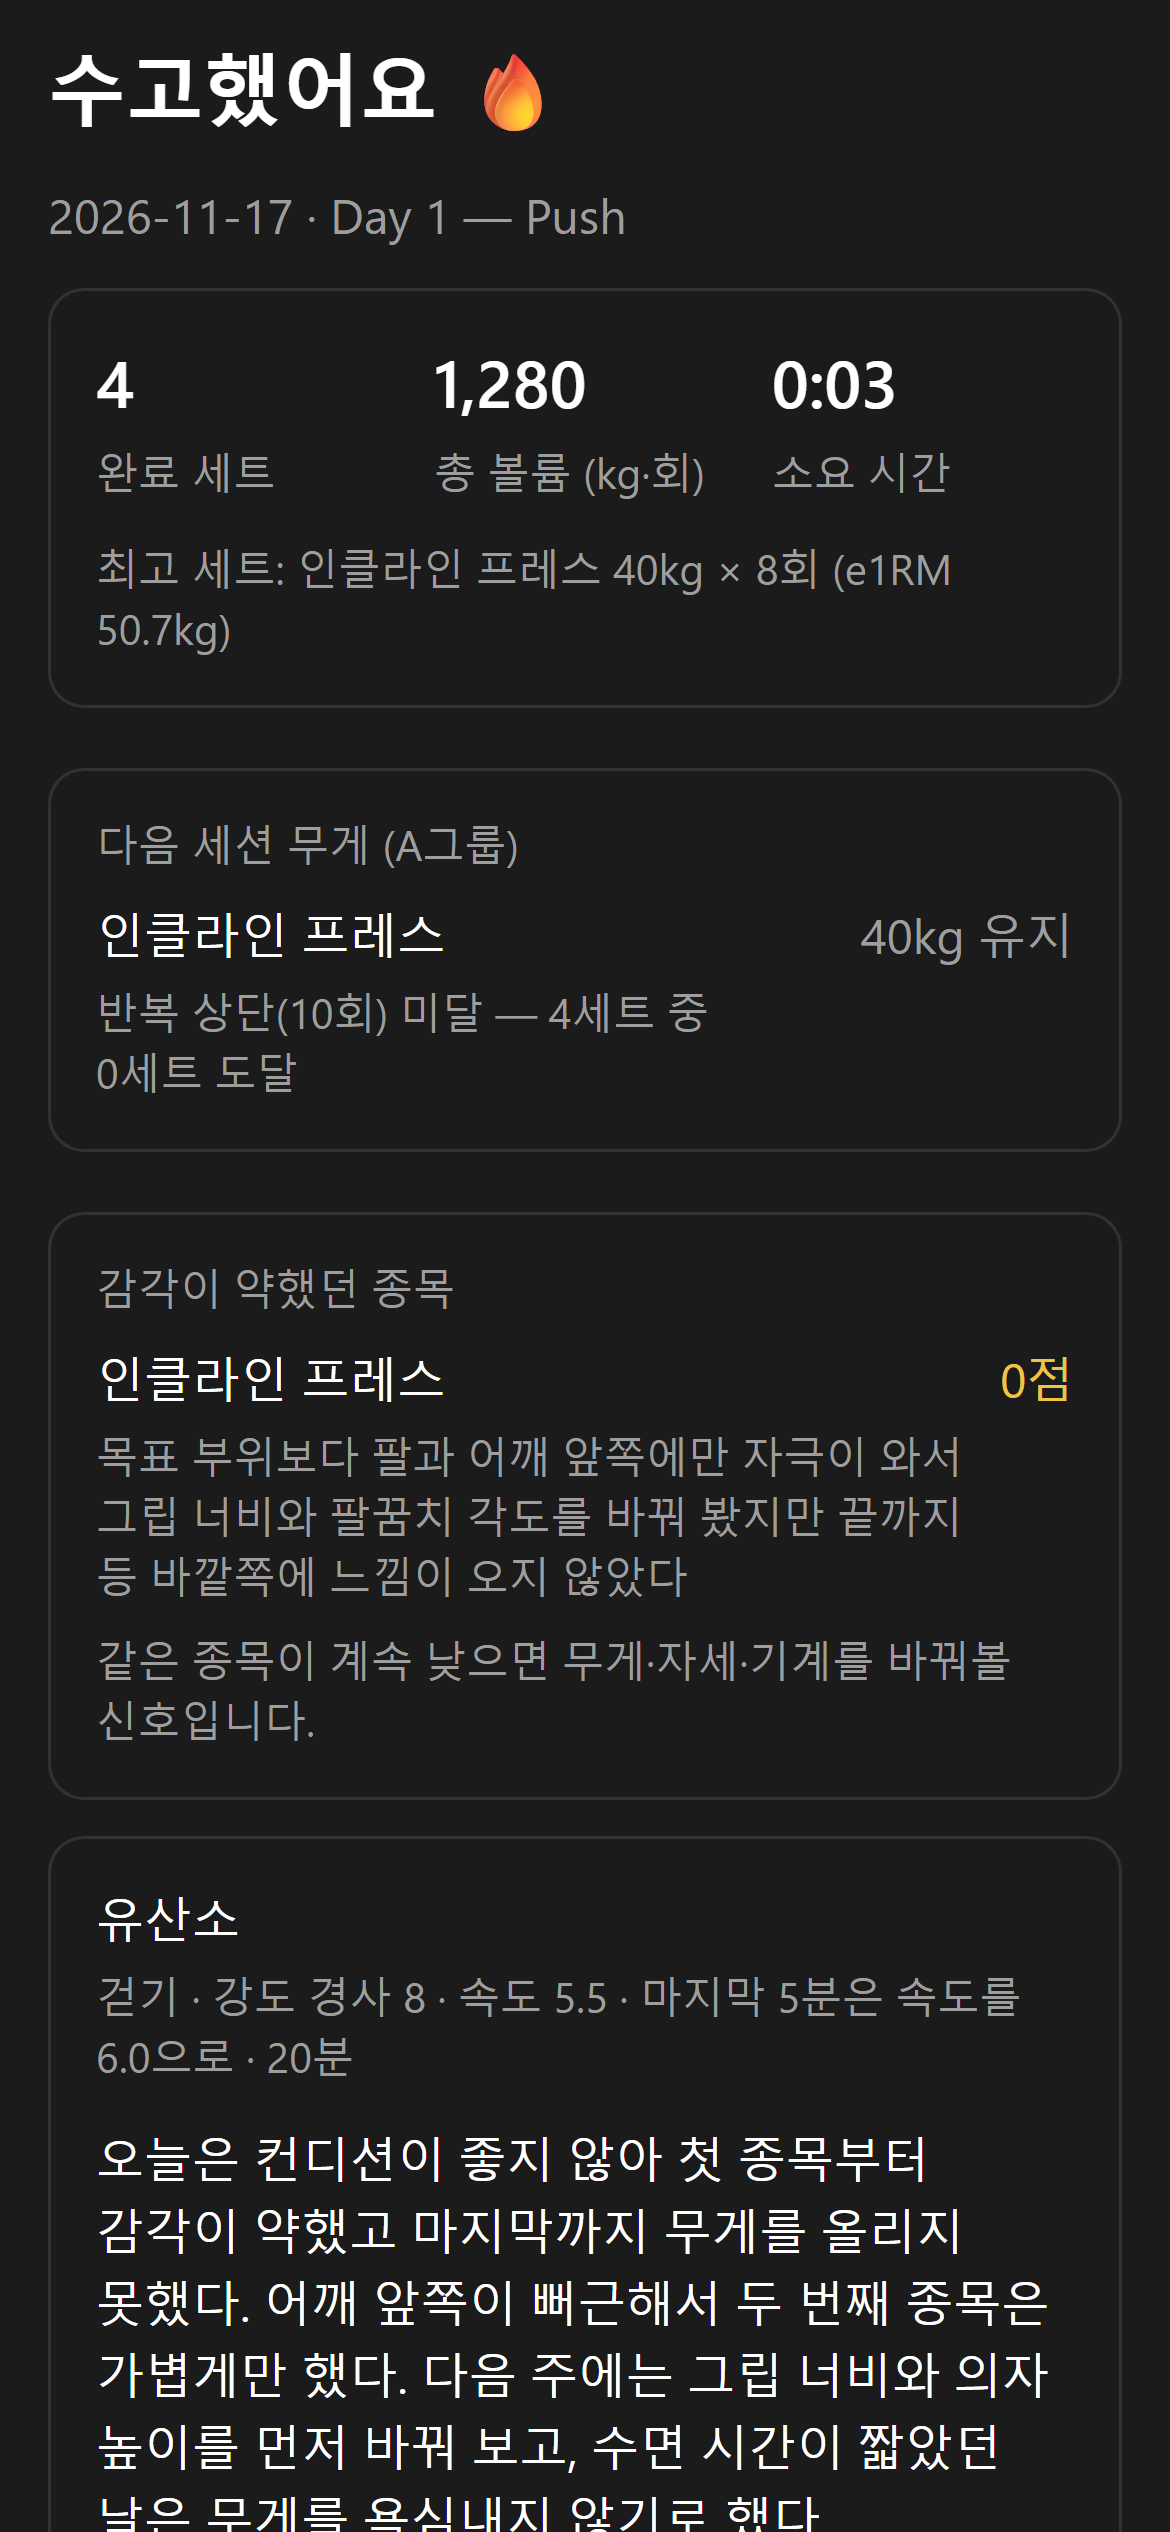 수고했어요 🔥
2026-11-17 · Day 1 — Push
4 1,280 0:03
완료 세트 총 볼륨 (kg·회) 소요 시간
최고 세트: 인클라인 프레스 40kg × 8회 (e1RM
50.7kg)
다음 세션 무게 (A그룹)
인클라인 프레스 40kg 유지
반복 상단(10회) 미달 — 4세트 중
0세트 도달
감각이 약했던 종목
인클라인 프레스 0점
목표 부위보다 팔과 어깨 앞쪽에만 자극이 와서
그립 너비와 팔꿈치 각도를 바꿔 봤지만 끝까지
등 바깥쪽에 느낌이 오지 않았다
같은 종목이 계속 낮으면 무게·자세·기계를 바꿔볼
신호입니다.
유산소
걷기 · 강도 경사 8 · 속도 5.5 · 마지막 5분은 속도를
6.0으로 · 20분
오늘은 컨디션이 좋지 않아 첫 종목부터
감각이 약했고 마지막까지 무게를 올리지
못했다. 어깨 앞쪽이 뻐근해서 두 번째 종목은
가볍게만 했다. 다음 주에는 그립 너비와 의자
높이를 먼저 바꿔 보고, 수면 시간이 짧았던
날은 무게를 욕심내지 않기로 했다